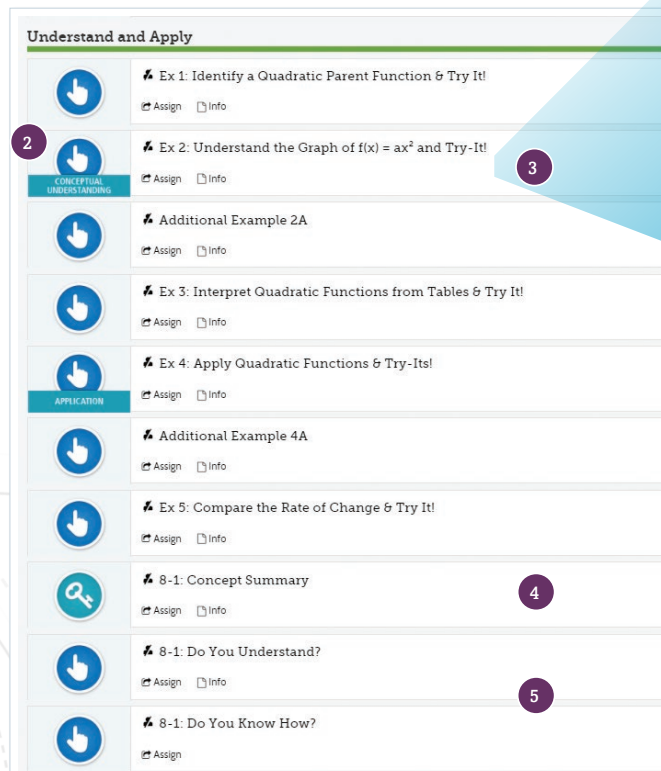 Understand and Apply
Ex 1: Identify a Quadratic Parent Function & Try It!
Assign Info
2
CONCEPTUAL
UNDERSTANDING
Ex 2: Understand the Graph of f(x) = ax² and Try-It!
3
Assign Info
Additional Example 2A
Assign Info
Ex 3: Interpret Quadratic Functions from Tables & Try It!
Assign Info
APPLICATION
Ex 4: Apply Quadratic Functions & Try-Its!
Assign Info
Additional Example 4A
Assign Info
Ex 5: Compare the Rate of Change & Try It!
Assign Info
8-1: Concept Summary
4
Assign Info
8-1: Do You Understand?
Assign Info
5
8-1: Do You Know How?
Assign